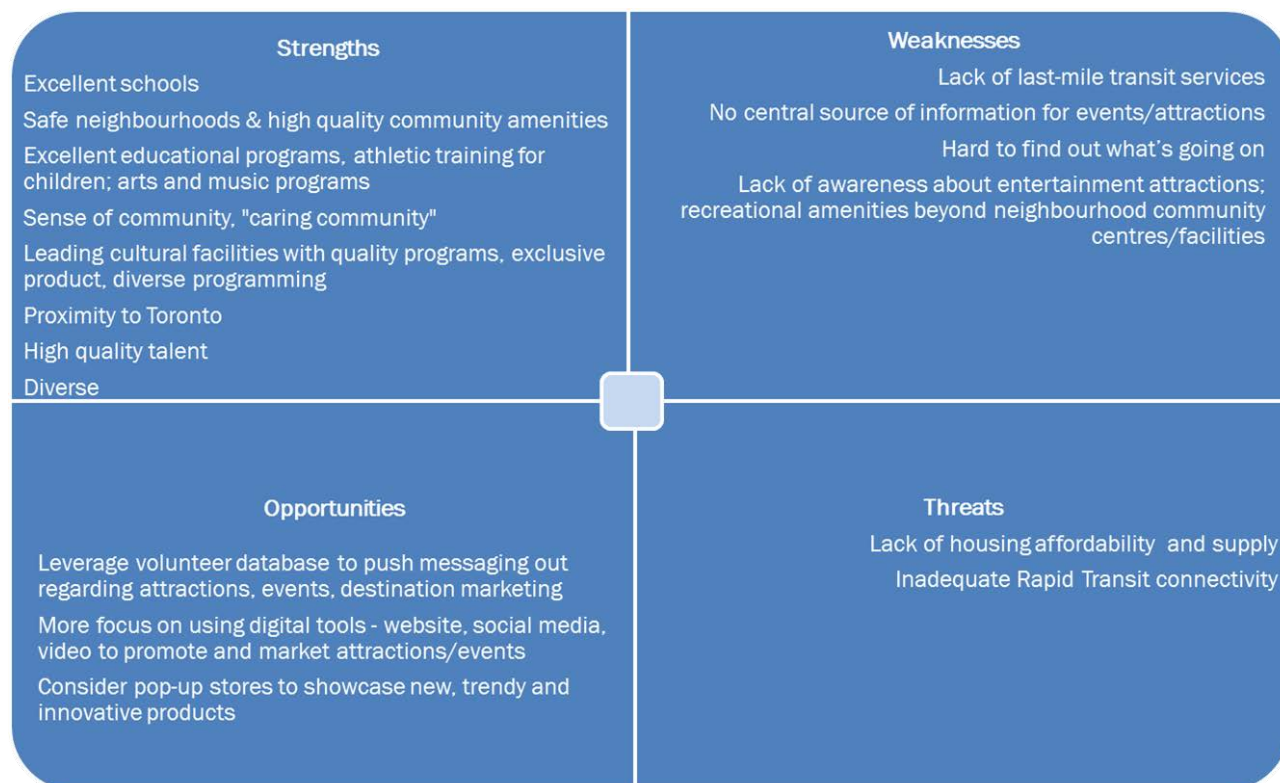 Strengths
Excellent schools
Safe neighbourhoods & high quality community amenities
Excellent educational programs, athletic training for
children; arts and music programs
Sense of community, "caring community"
Leading cultural facilities with quality programs, exclusive
product, diverse programming
Proximity to Toronto
High quality talent
Diverse
Weaknesses
Lack of last-mile transit services
No central source of information for events/attractions
Hard to find out what's going on
Lack of awareness about entertainment attractions;
recreational amenities beyond neighbourhood community
centres/facilities
Opportunities
Leverage volunteer database to push messaging out
regarding attractions, events, destination marketing
More focus on using digital tools - website, social media,
video to promote and market attractions/events
Consider pop-up stores to showcase new, trendy and
innovative products
Threats
Lack of housing affordability and supply
Inadequate Rapid Transit connectivity